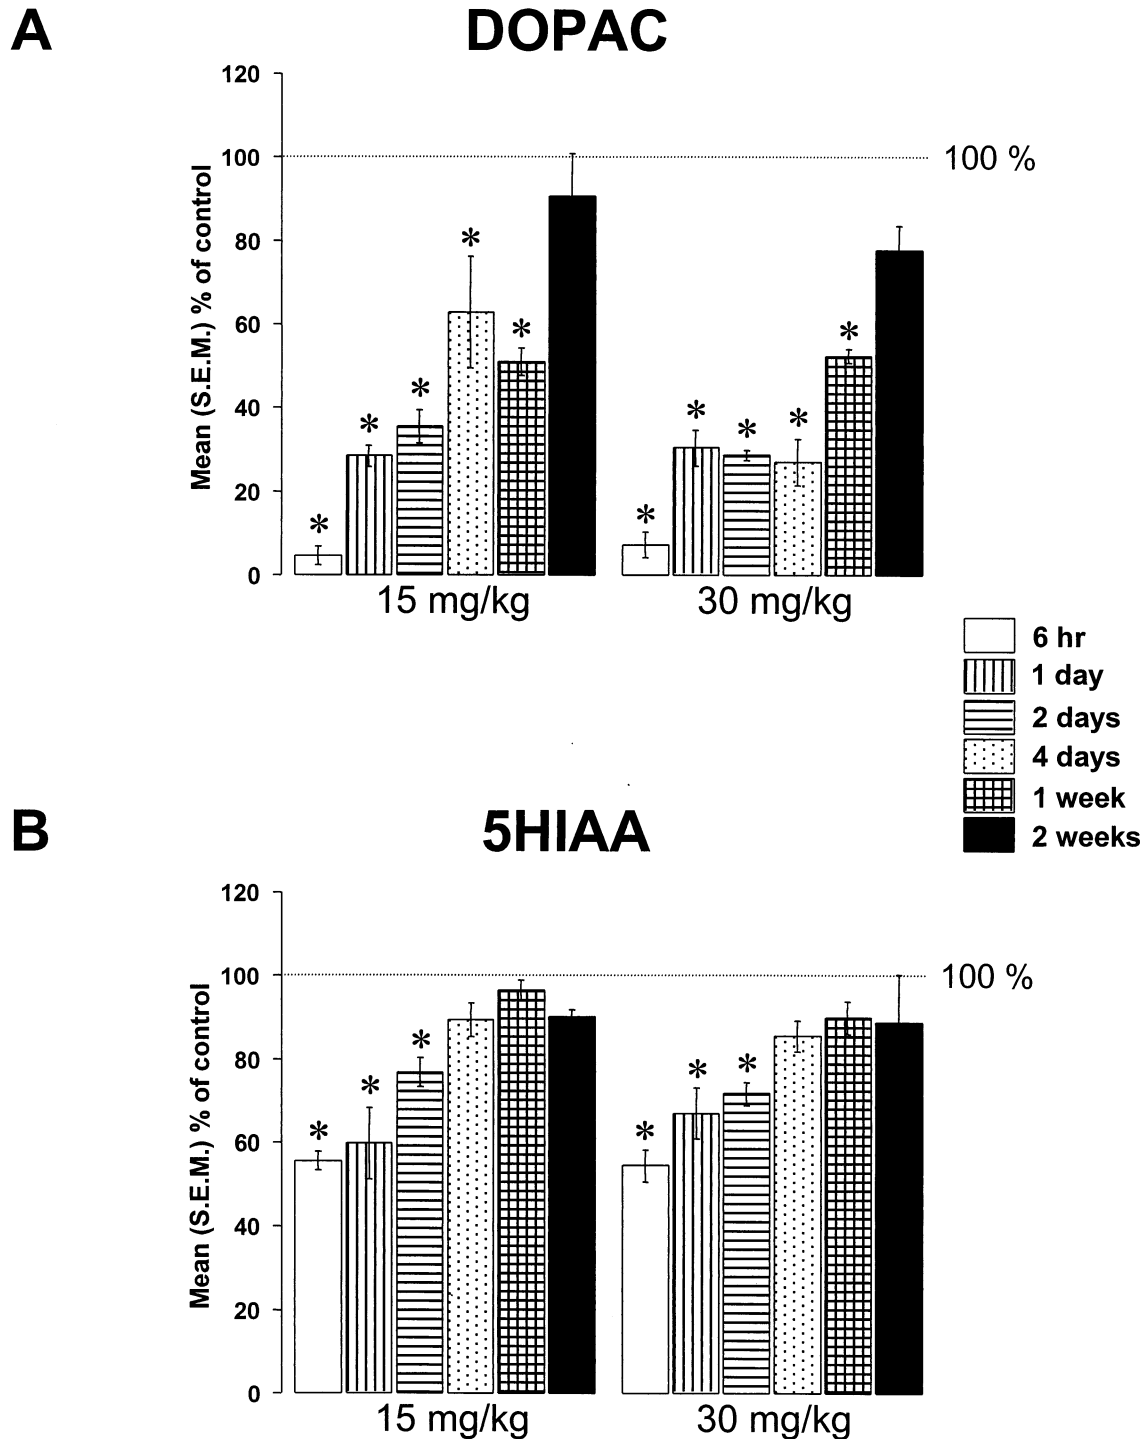 A
DOPAC
120
100
80
60
40
20
0
Mean (S.E.M.) % of control
100 %
*
*
*
*
*
*
*
*
*
*
15 mg/kg
30 mg/kg
6 hr
1 day
2 days
4 days
1 week
2 weeks
B
5HIAA
120
100
80
60
40
20
0
Mean (S.E.M.) % of control
100 %
*
*
*
*
*
*
15 mg/kg
30 mg/kg